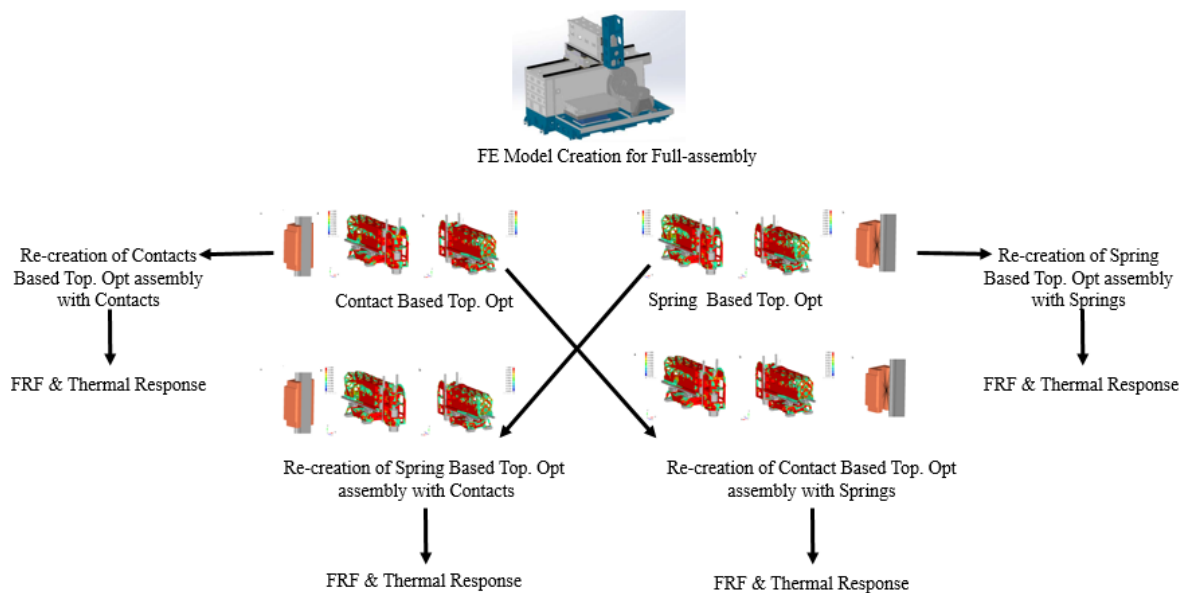 FE Model Creation for Full-assembly
Re-creation of Contacts
Based Top. Opt assembly
with Contacts
Contact Based Top. Opt
Spring  Based Top. Opt
Re-creation of Spring
Based Top. Opt assembly
with Springs
FRF & Thermal Response
FRF & Thermal Response
Re-creation of Spring Based Top. Opt
assembly with Contacts
Re-creation of Contact Based Top. Opt
assembly with Springs
FRF & Thermal Response
FRF & Thermal Response